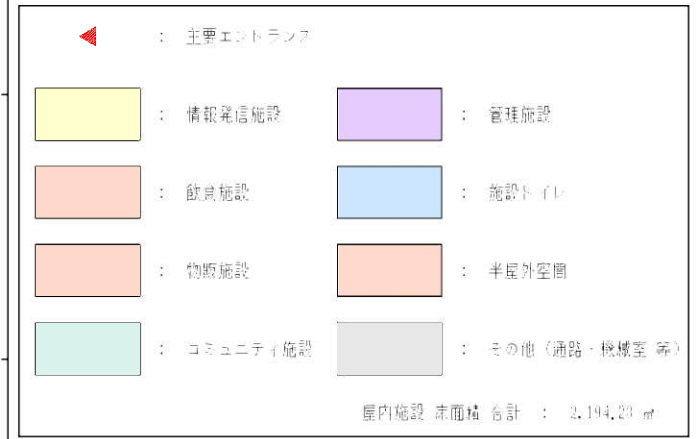 ： 主要エントランス
： 情報発信施設
： 管理施設
： 飲食施設
： 施設トイレ
： 物販施設
： 半屋外空間
： コミュニティ施設
： その他（通路・機械室 等）
屋内施設 床面積 合計 ： 2,194.23 ㎡